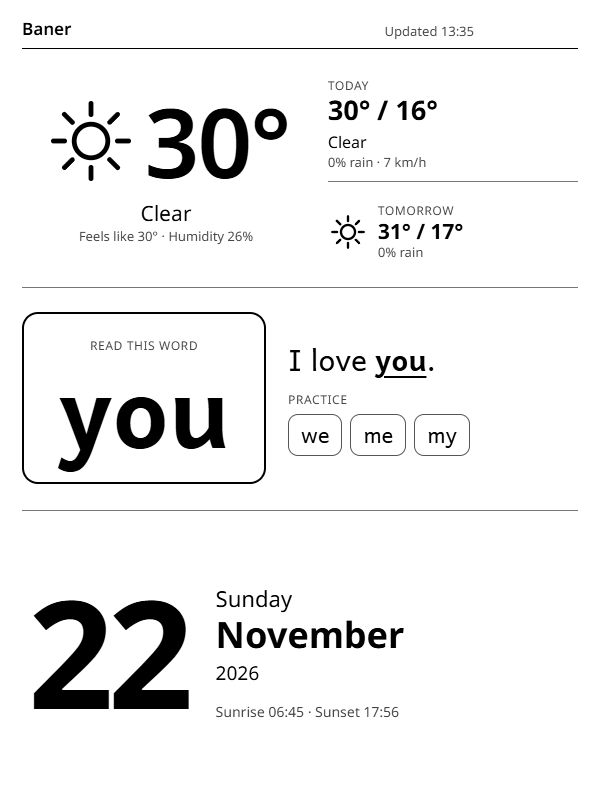 Baner
Updated 13:35
30°
Clear
Feels like 30° · Humidity 26%
TODAY
30° / 16°
Clear
0% rain · 7 km/h
TOMORROW
31° / 17°
0% rain
READ THIS WORD
you
I love you.
PRACTICE
we me my
22
Sunday
November
2026
Sunrise 06:45 · Sunset 17:56